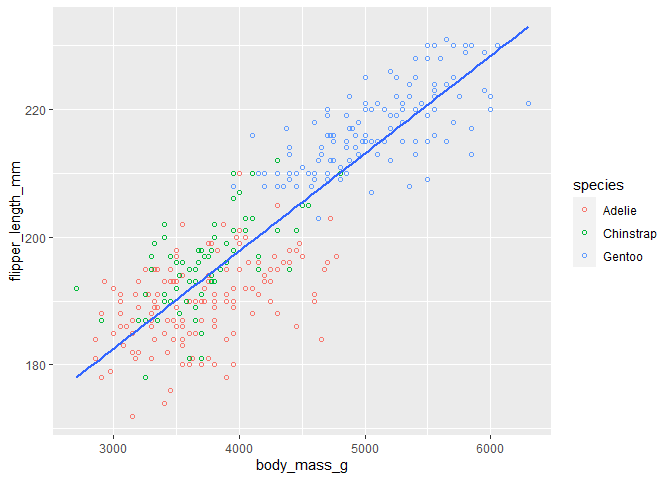 220
200
180
flipper_length_mm
3000 4000 5000 6000
body_mass_g
species
Adelie
Chinstrap
Gentoo